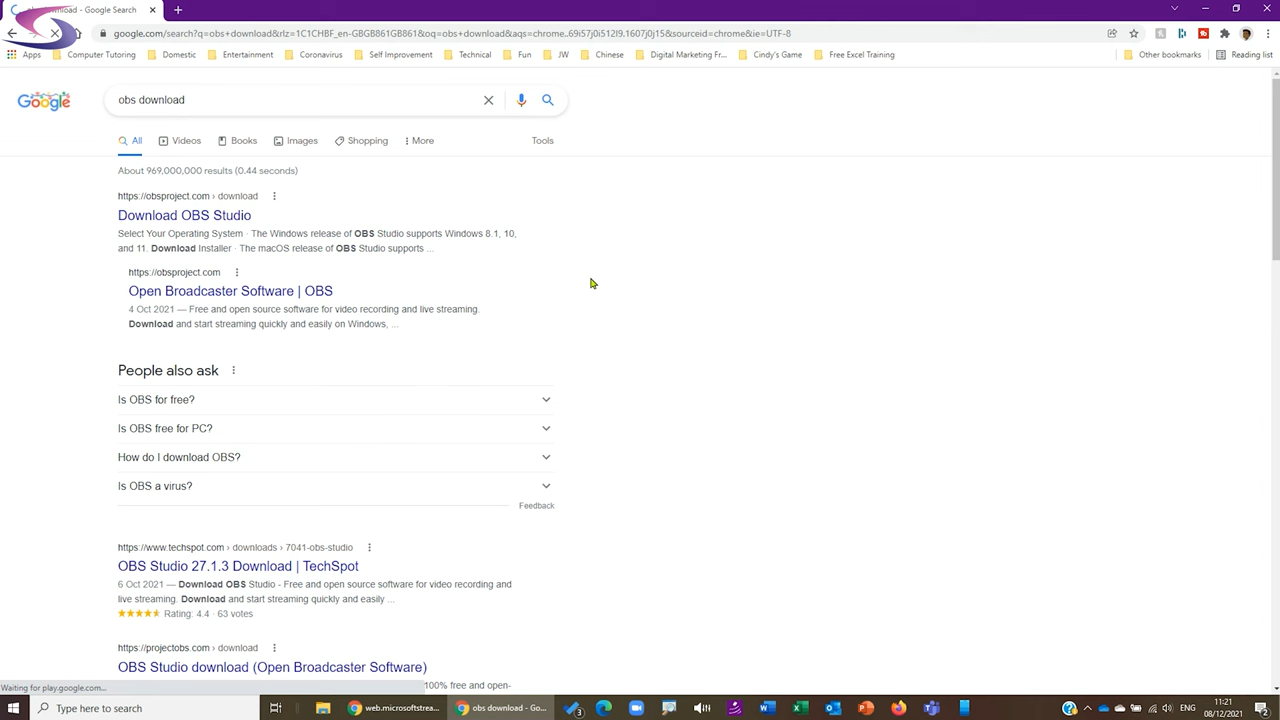 obs download - Google Search
google.com/search?q=obs+download&rlz=1C1CHBF_en-GBGB861GB861&oq=obs+download&aqs=chrome..69i57j0i512l9.1607j0j15&sourceid=chrome&ie=UTF-8
Apps Computer Tutoring Domestic Entertainment Coronavirus Self Improvement Technical Fun JW Chinese Digital Marketing Fr... Cindy's Game Free Excel Training Other bookmarks Reading list
Google obs download
All Videos Books Images Shopping More Tools
About 969,000,000 results (0.44 seconds)
https://obsproject.com › download
Download OBS Studio
Select Your Operating System · The Windows release of OBS Studio supports Windows 8.1, 10,
and 11. Download Installer · The macOS release of OBS Studio supports ...
https://obsproject.com
Open Broadcaster Software | OBS
4 Oct 2021 — Free and open source software for video recording and live streaming.
Download and start streaming quickly and easily on Windows, ...
People also ask
Is OBS for free?
Is OBS free for PC?
How do I download OBS?
Is OBS a virus?
Feedback
https://www.techspot.com › downloads › 7041-obs-studio
OBS Studio 27.1.3 Download | TechSpot
6 Oct 2021 — Download OBS Studio - Free and open source software for video recording and
live streaming. Download and start streaming quickly and easily ...
Rating: 4.4 · 63 votes
https://projectobs.com › download
OBS Studio download (Open Broadcaster Software)
100% free and open-
Waiting for play.google.com...
Type here to search
web.microsoftstrea...
obs download - Go...
3
ENG
11:21
08/12/2021
2